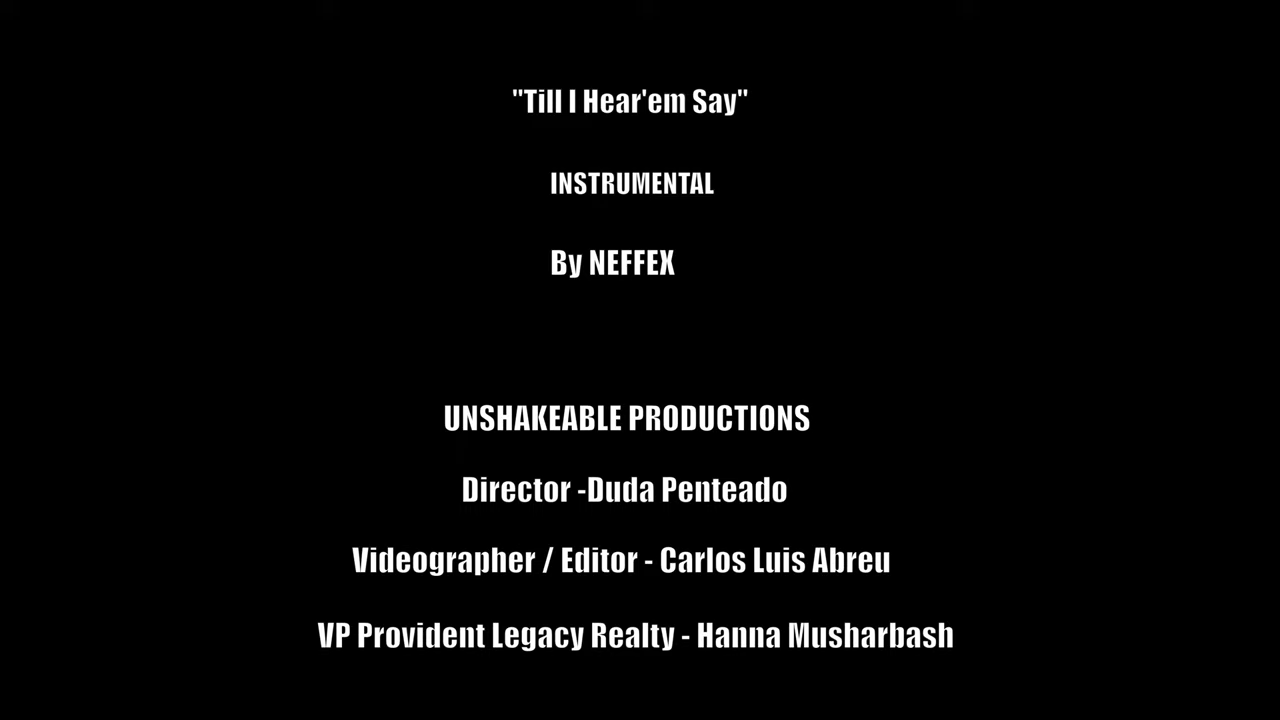 "Till I Hear'em Say"
INSTRUMENTAL
By NEFFEX
UNSHAKEABLE PRODUCTIONS
Director -Duda Penteado
Videographer / Editor - Carlos Luis Abreu
VP Provident Legacy Realty - Hanna Musharbash